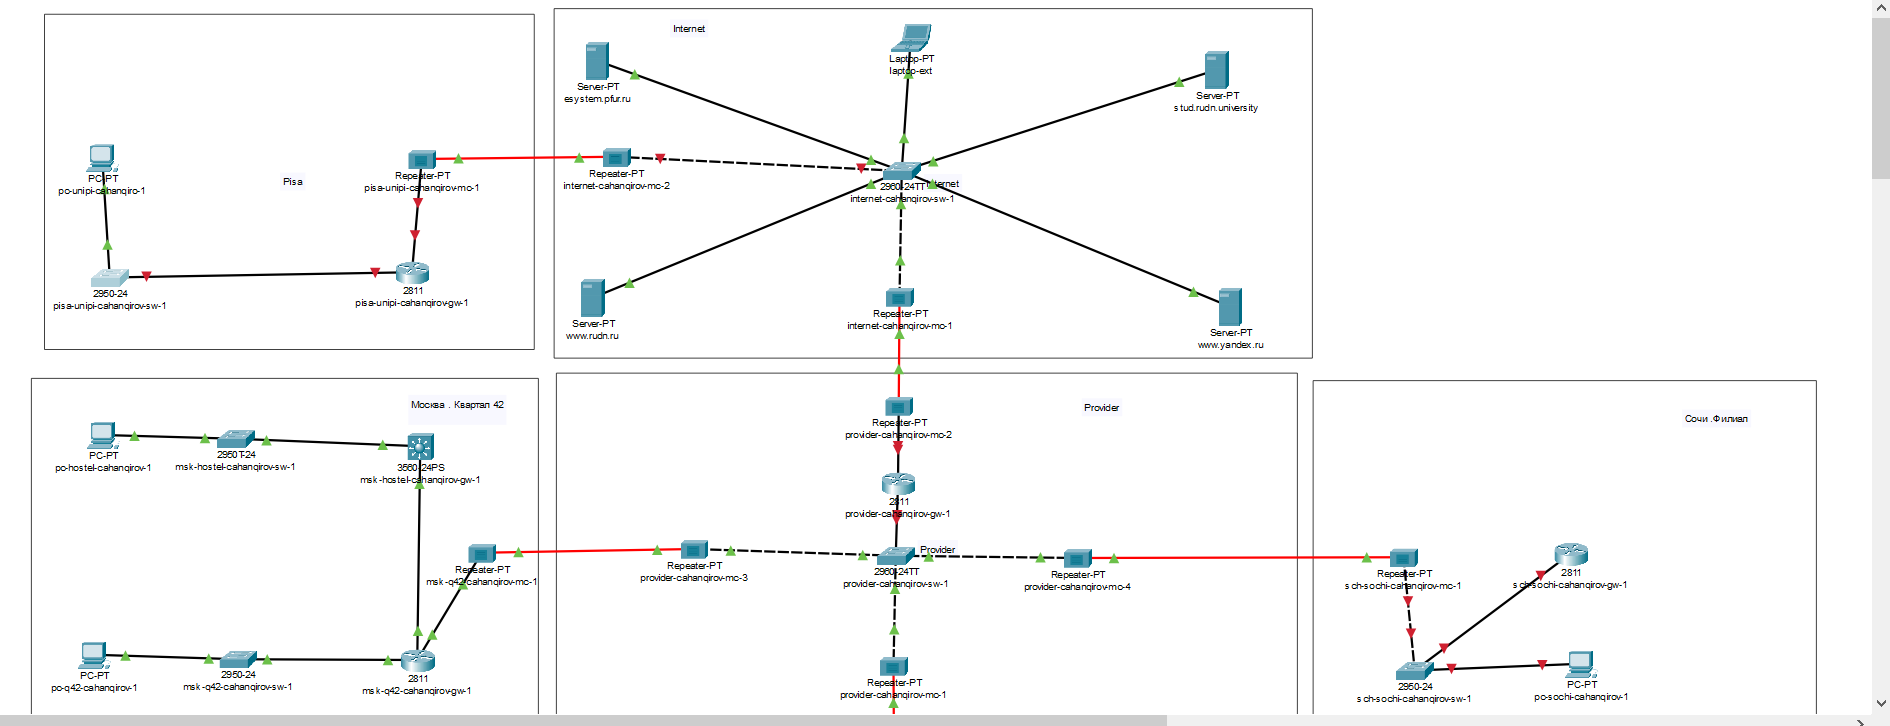 Pisa
PC-PT
pc-unipi-cahanqiro-1
Repeater-PT
pisa-unipi-cahanqirov-mc-1
2950-24
pisa-unipi-cahanqirov-sw-1
2811
pisa-unipi-cahanqirov-gw-1
Internet
Server-PT
esystem.pfur.ru
Laptop-PT
laptop-ext
Server-PT
stud.rudn.university
Repeater-PT
internet-cahanqirov-mc-2
2960-24TT
Internet
internet-cahanqirov-sw-1
Server-PT
www.rudn.ru
Repeater-PT
internet-cahanqirov-mc-1
Server-PT
www.yandex.ru
Москва . Квартал 42
PC-PT
pc-hostel-cahanqirov-1
2950T-24
msk-hostel-cahanqirov-sw-1
3560-24PS
msk-hostel-cahanqirov-gw-1
Repeater-PT
msk-q42-cahanqirov-mc-1
PC-PT
pc-q42-cahanqirov-1
2950-24
msk-q42-cahanqirov-sw-1
2811
msk-q42-cahanqirov-gw-1
Provider
Repeater-PT
provider-cahanqirov-mc-2
2811
provider-cahanqirov-gw-1
Repeater-PT
provider-cahanqirov-mc-3
Provider
2960-24TT
provider-cahanqirov-sw-1
Repeater-PT
provider-cahanqirov-mc-4
Repeater-PT
provider-cahanqirov-mc-1
Сочи .Филиал
Repeater-PT
sch-sochi-cahanqirov-mc-1
2811
sch-sochi-cahanqirov-gw-1
2950-24
sch-sochi-cahanqirov-sw-1
PC-PT
pc-sochi-cahanqirov-1